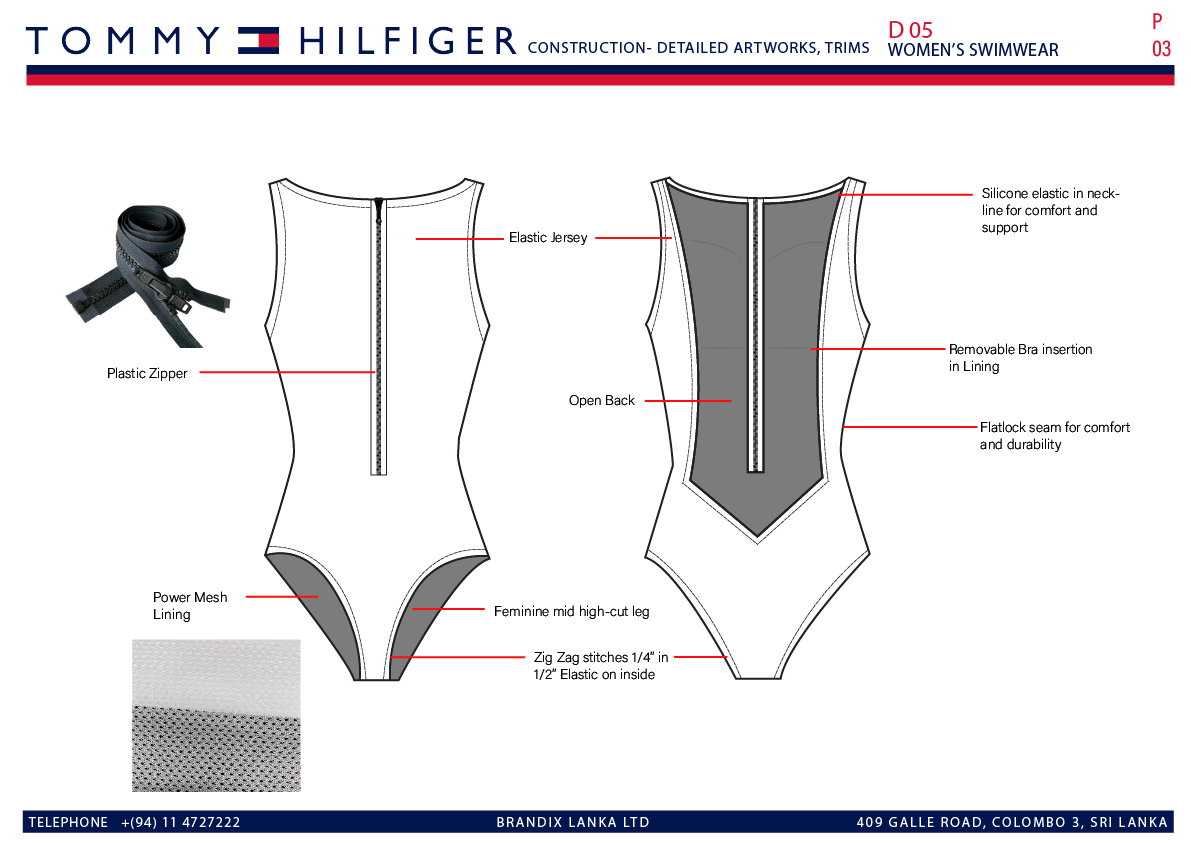 TOMMY HILFIGER
CONSTRUCTION- DETAILED ARTWORKS, TRIMS
D 05
WOMEN’S SWIMWEAR
P
03
Silicone elastic in neck-
line for comfort and
support
Elastic Jersey
Removable Bra insertion
in Lining
Plastic Zipper
Open Back
Flatlock seam for comfort
and durability
Power Mesh
Lining
Feminine mid high-cut leg
Zig Zag stitches 1/4” in
1/2” Elastic on inside
TELEPHONE +(94) 11 4727222
BRANDIX LANKA LTD
409 GALLE ROAD, COLOMBO 3, SRI LANKA